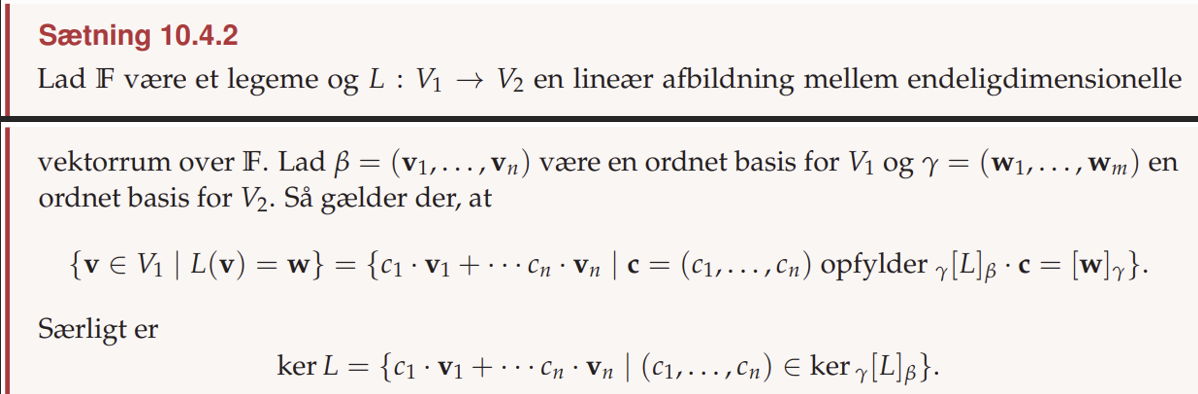 Sætning 10.4.2
Lad 𝔽 være et legeme og L : V₁ → V₂ en lineær afbildning mellem endeligdimensionelle
vektorrum over 𝔽. Lad β = (v₁, . . . , vₙ) være en ordnet basis for V₁ og γ = (w₁, . . . , wₘ) en
ordnet basis for V₂. Så gælder der, at
{v ∈ V₁ | L(v) = w} = {c₁ · v₁ + · · · cₙ · vₙ | c = (c₁, . . . , cₙ) opfylder ᵧ[L]ᵦ · c = [w]ᵧ}.
Særligt er
ker L = {c₁ · v₁ + · · · cₙ · vₙ | (c₁, . . . , cₙ) ∈ ker ᵧ[L]ᵦ}.